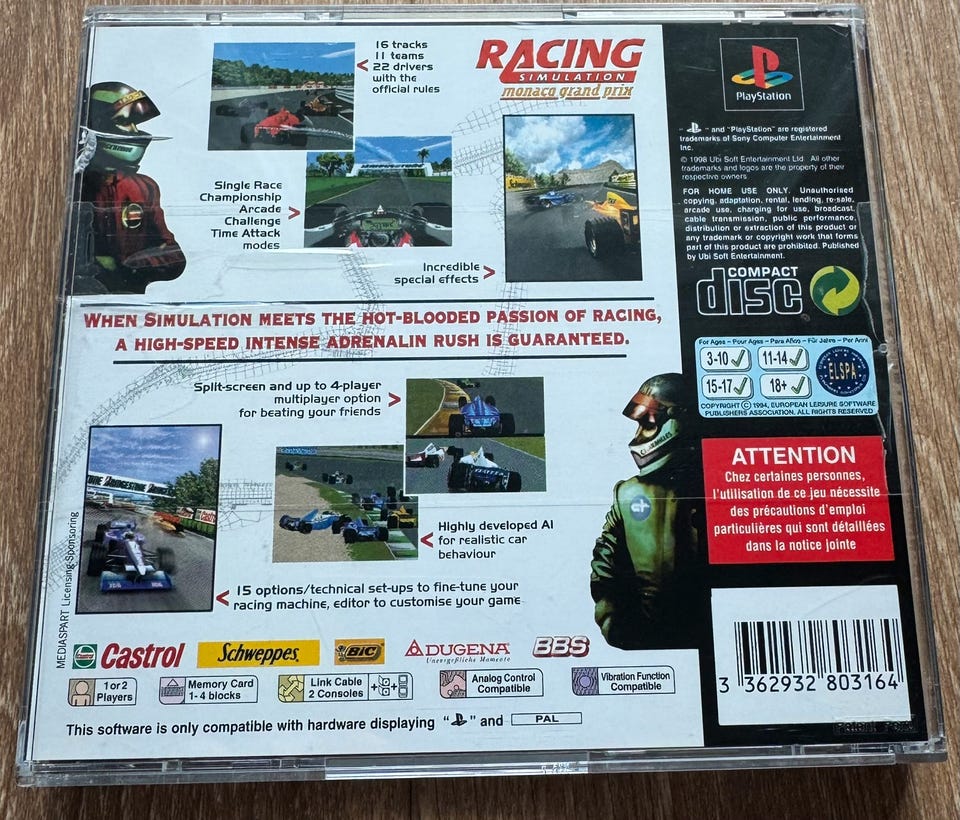 16 tracks
11 teams
22 drivers
with the
official rules
RACING
SIMULATION
monaco grand prix
PlayStation
Single Race
Championship
Arcade
Challenge
Time Attack
modes
Incredible
special effects
" " and "PlayStation" are registered
trademarks of Sony Computer Entertainment
Inc.
© 1998 Ubi Soft Entertainment Ltd All other
trademarks and logos are the property of their
respective owners
FOR HOME USE ONLY. Unauthorised
copying, adaptation, rental, lending, re-sale,
arcade use, charging for use, broadcast,
cable transmission, public performance,
distribution or extraction of this product or
any trademark or copyright work that forms
part of this product are prohibited. Published
by Ubi Soft Entertainment.
COMPACT
disc
WHEN SIMULATION MEETS THE HOT-BLOODED PASSION OF RACING,
A HIGH-SPEED INTENSE ADRENALIN RUSH IS GUARANTEED.
For Ages - Pour Ages - Para Años - Für Jahre - Per Anni
3-10 11-14
15-17 18+
ELSPA
COPYRIGHT © 1994, EUROPEAN LEISURE SOFTWARE
PUBLISHERS ASSOCIATION. ALL RIGHTS RESERVED
Split-screen and up to 4-player
multiplayer option
for beating your friends
ATTENTION
Chez certaines personnes,
l'utilisation de ce jeu nécessite
des précautions d'emploi
particulières qui sont détaillées
dans la notice jointe
Highly developed AI
for realistic car
behaviour
15 options/technical set-ups to fine-tune your
racing machine, editor to customise your game
MEDIASPART Licensing-Sponsoring
Castrol
Schweppes.
BIC
DUGENA
Unvergeßliche Momente
BBS
1 or 2
Players
Memory Card
1- 4 blocks
Link Cable
2 Consoles
Analog Control
Compatible
Vibration Function
Compatible
3 362932 803164
This software is only compatible with hardware displaying " " and PAL